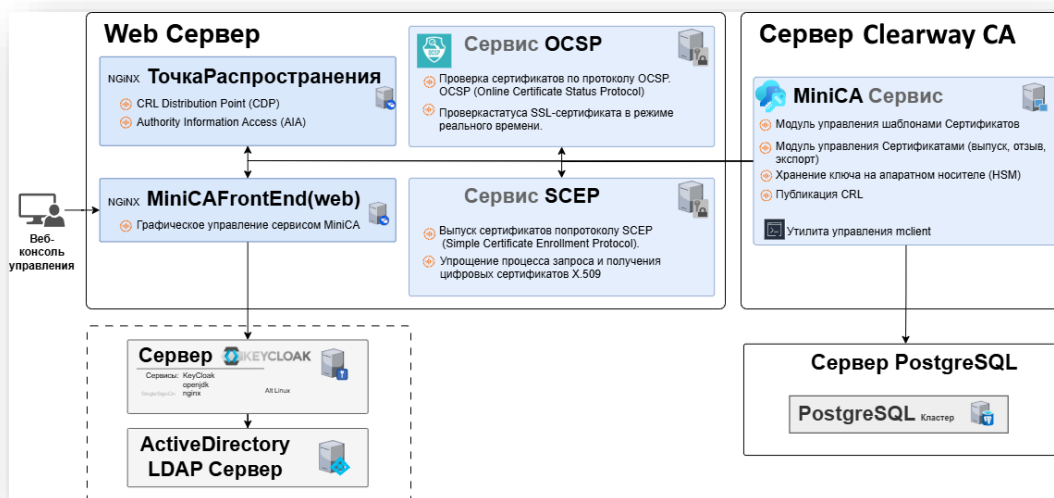 Web Сервер
NGiNX ТочкаРаспространения
CRL Distribution Point (CDP)
Authority Information Access (AIA)
NGiNX MiniCAFrontEnd(web)
Графическое управление сервисом MiniCA
Веб-
консоль
управления
OCSP
Сервис OCSP
Проверка сертификатов по протоколу OCSP.
OCSP (Online Certificate Status Protocol)
Проверкастатуса SSL-сертификата в режиме
реального времени.
Сервис SCEP
Выпуск сертификатов попротоколу SCEP
(Simple Certificate Enrollment Protocol).
Упрощение процесса запроса и получения
цифровых сертификатов X.509
Сервер Clearway CA
MiniCA Сервис
Модуль управления шаблонами Сертификатов
Модуль управления Сертификатами (выпуск, отзыв,
экспорт)
Хранение ключа на апаратном носителе (HSM)
Публикация CRL
Утилита управления mclient
Сервер KEYCLOAK
Сервисы: KeyCloak
openjdk
nginx
Alt Linux
ActiveDirectory
LDAP Сервер
Сервер PostgreSQL
PostgreSQL Кластер